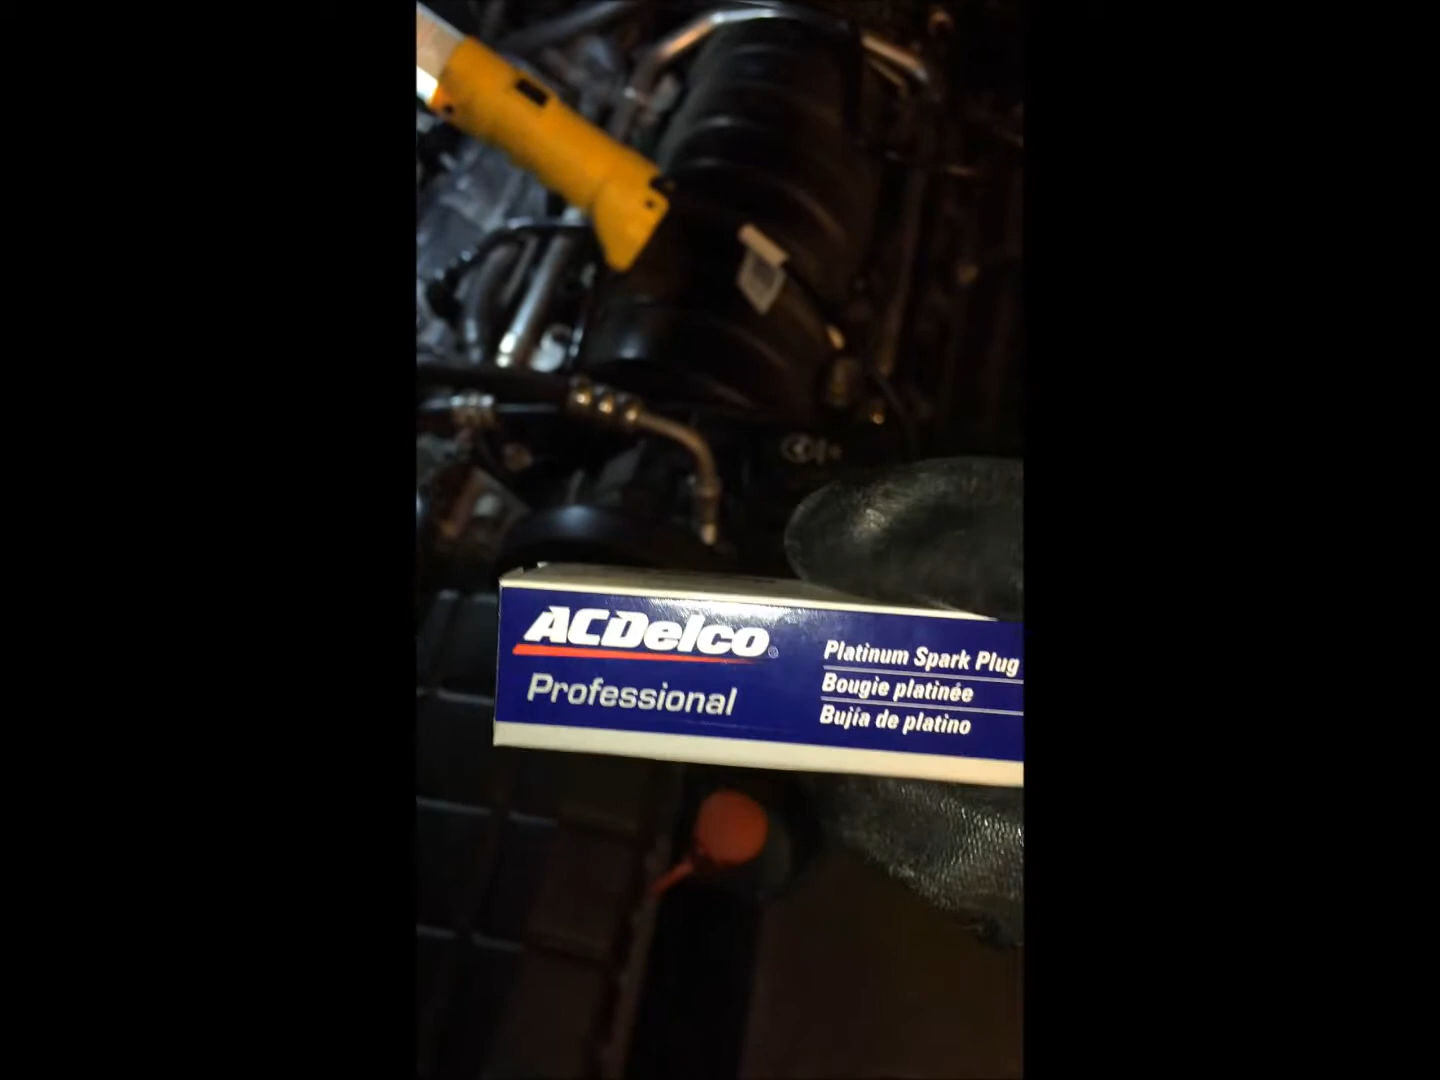 ACDelco
Professional
Platinum Spark Plug
Bougie platinée
Bujía de platino